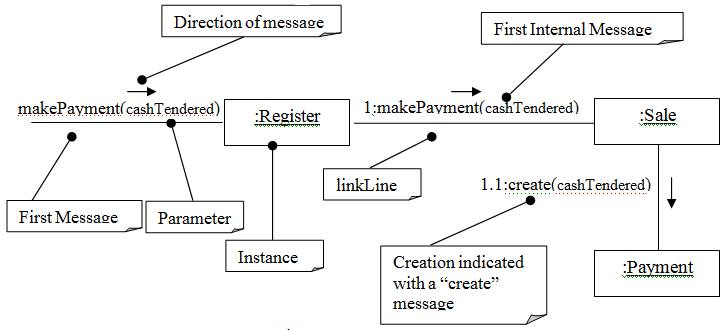 Direction of message
First Internal Message
makePayment(cashTendered)
:Register
1:makePayment(cashTendered)
:Sale
linkLine
1.1:create(cashTendered)
First Message
Parameter
Instance
Creation indicated
with a “create”
message
:Payment